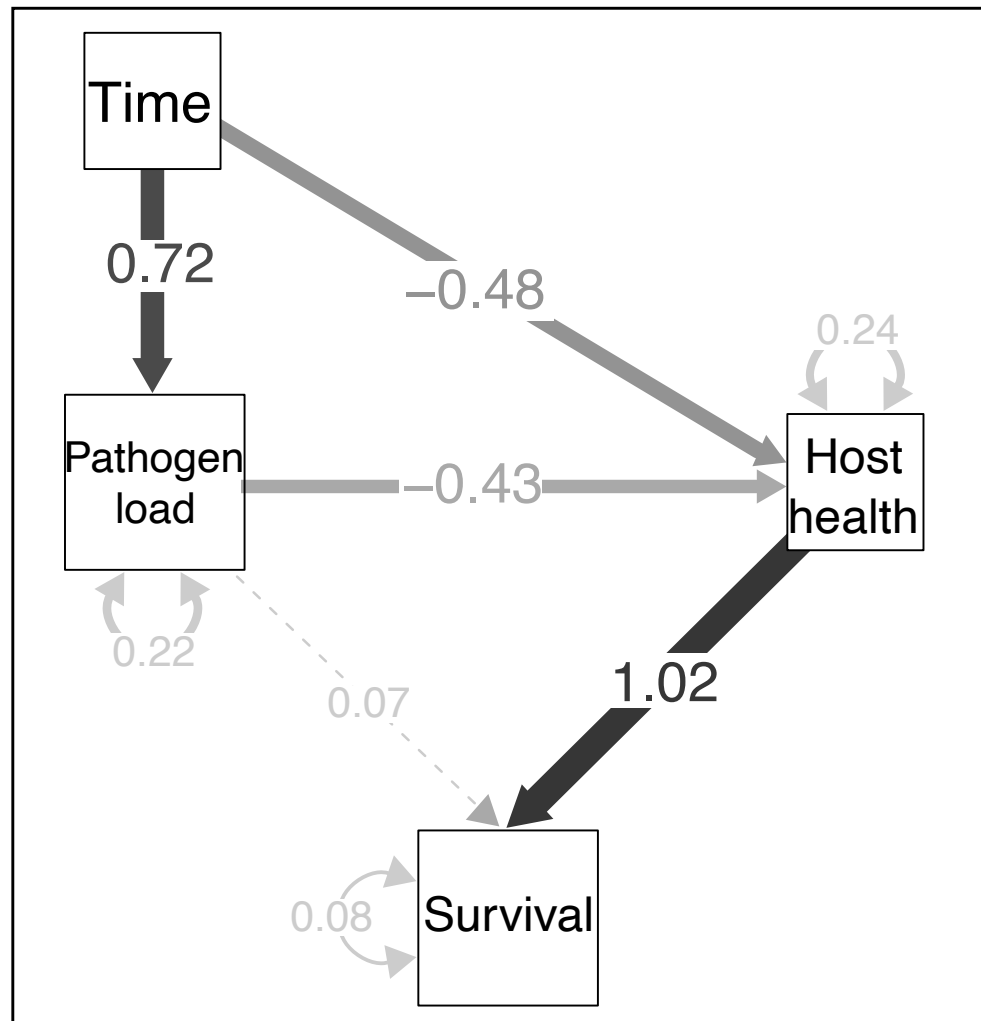 Time
0.72
–0.48
0.24
Pathogen
load
–0.43
Host
health
0.22
0.07
1.02
0.08
Survival